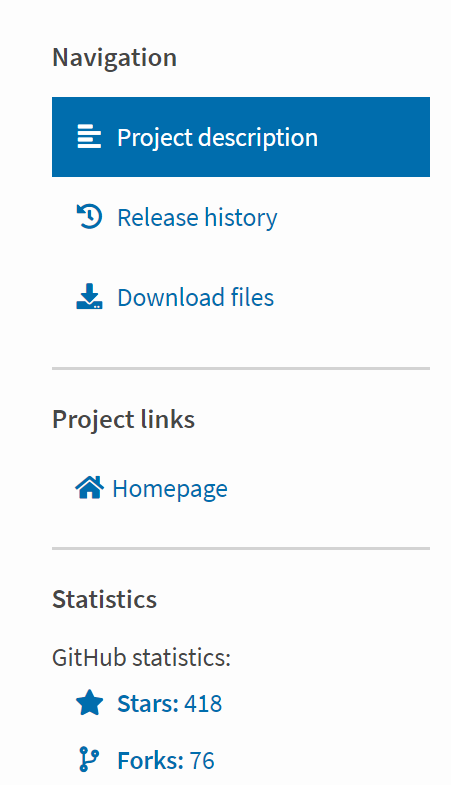 Navigation
Project description
Release history
Download files
Project links
Homepage
Statistics
GitHub statistics:
Stars: 418
Forks: 76